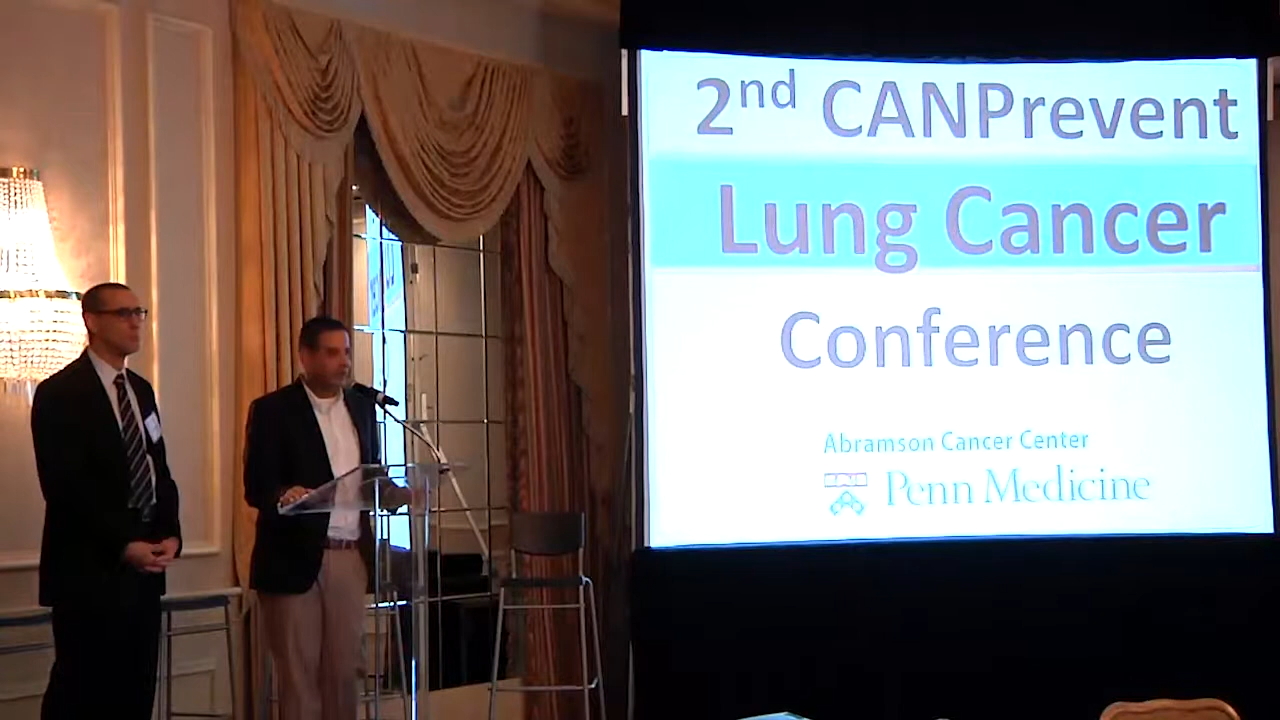 2nd CANPrevent
Lung Cancer
Conference
Abramson Cancer Center
Penn Medicine